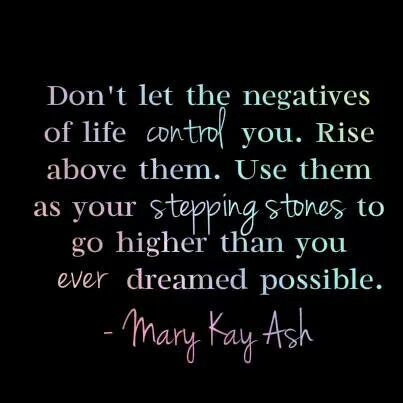 Don't let the negatives
of life control you. Rise
above them. Use them
as your stepping stones to
go higher than you
ever dreamed possible.
- Mary Kay Ash